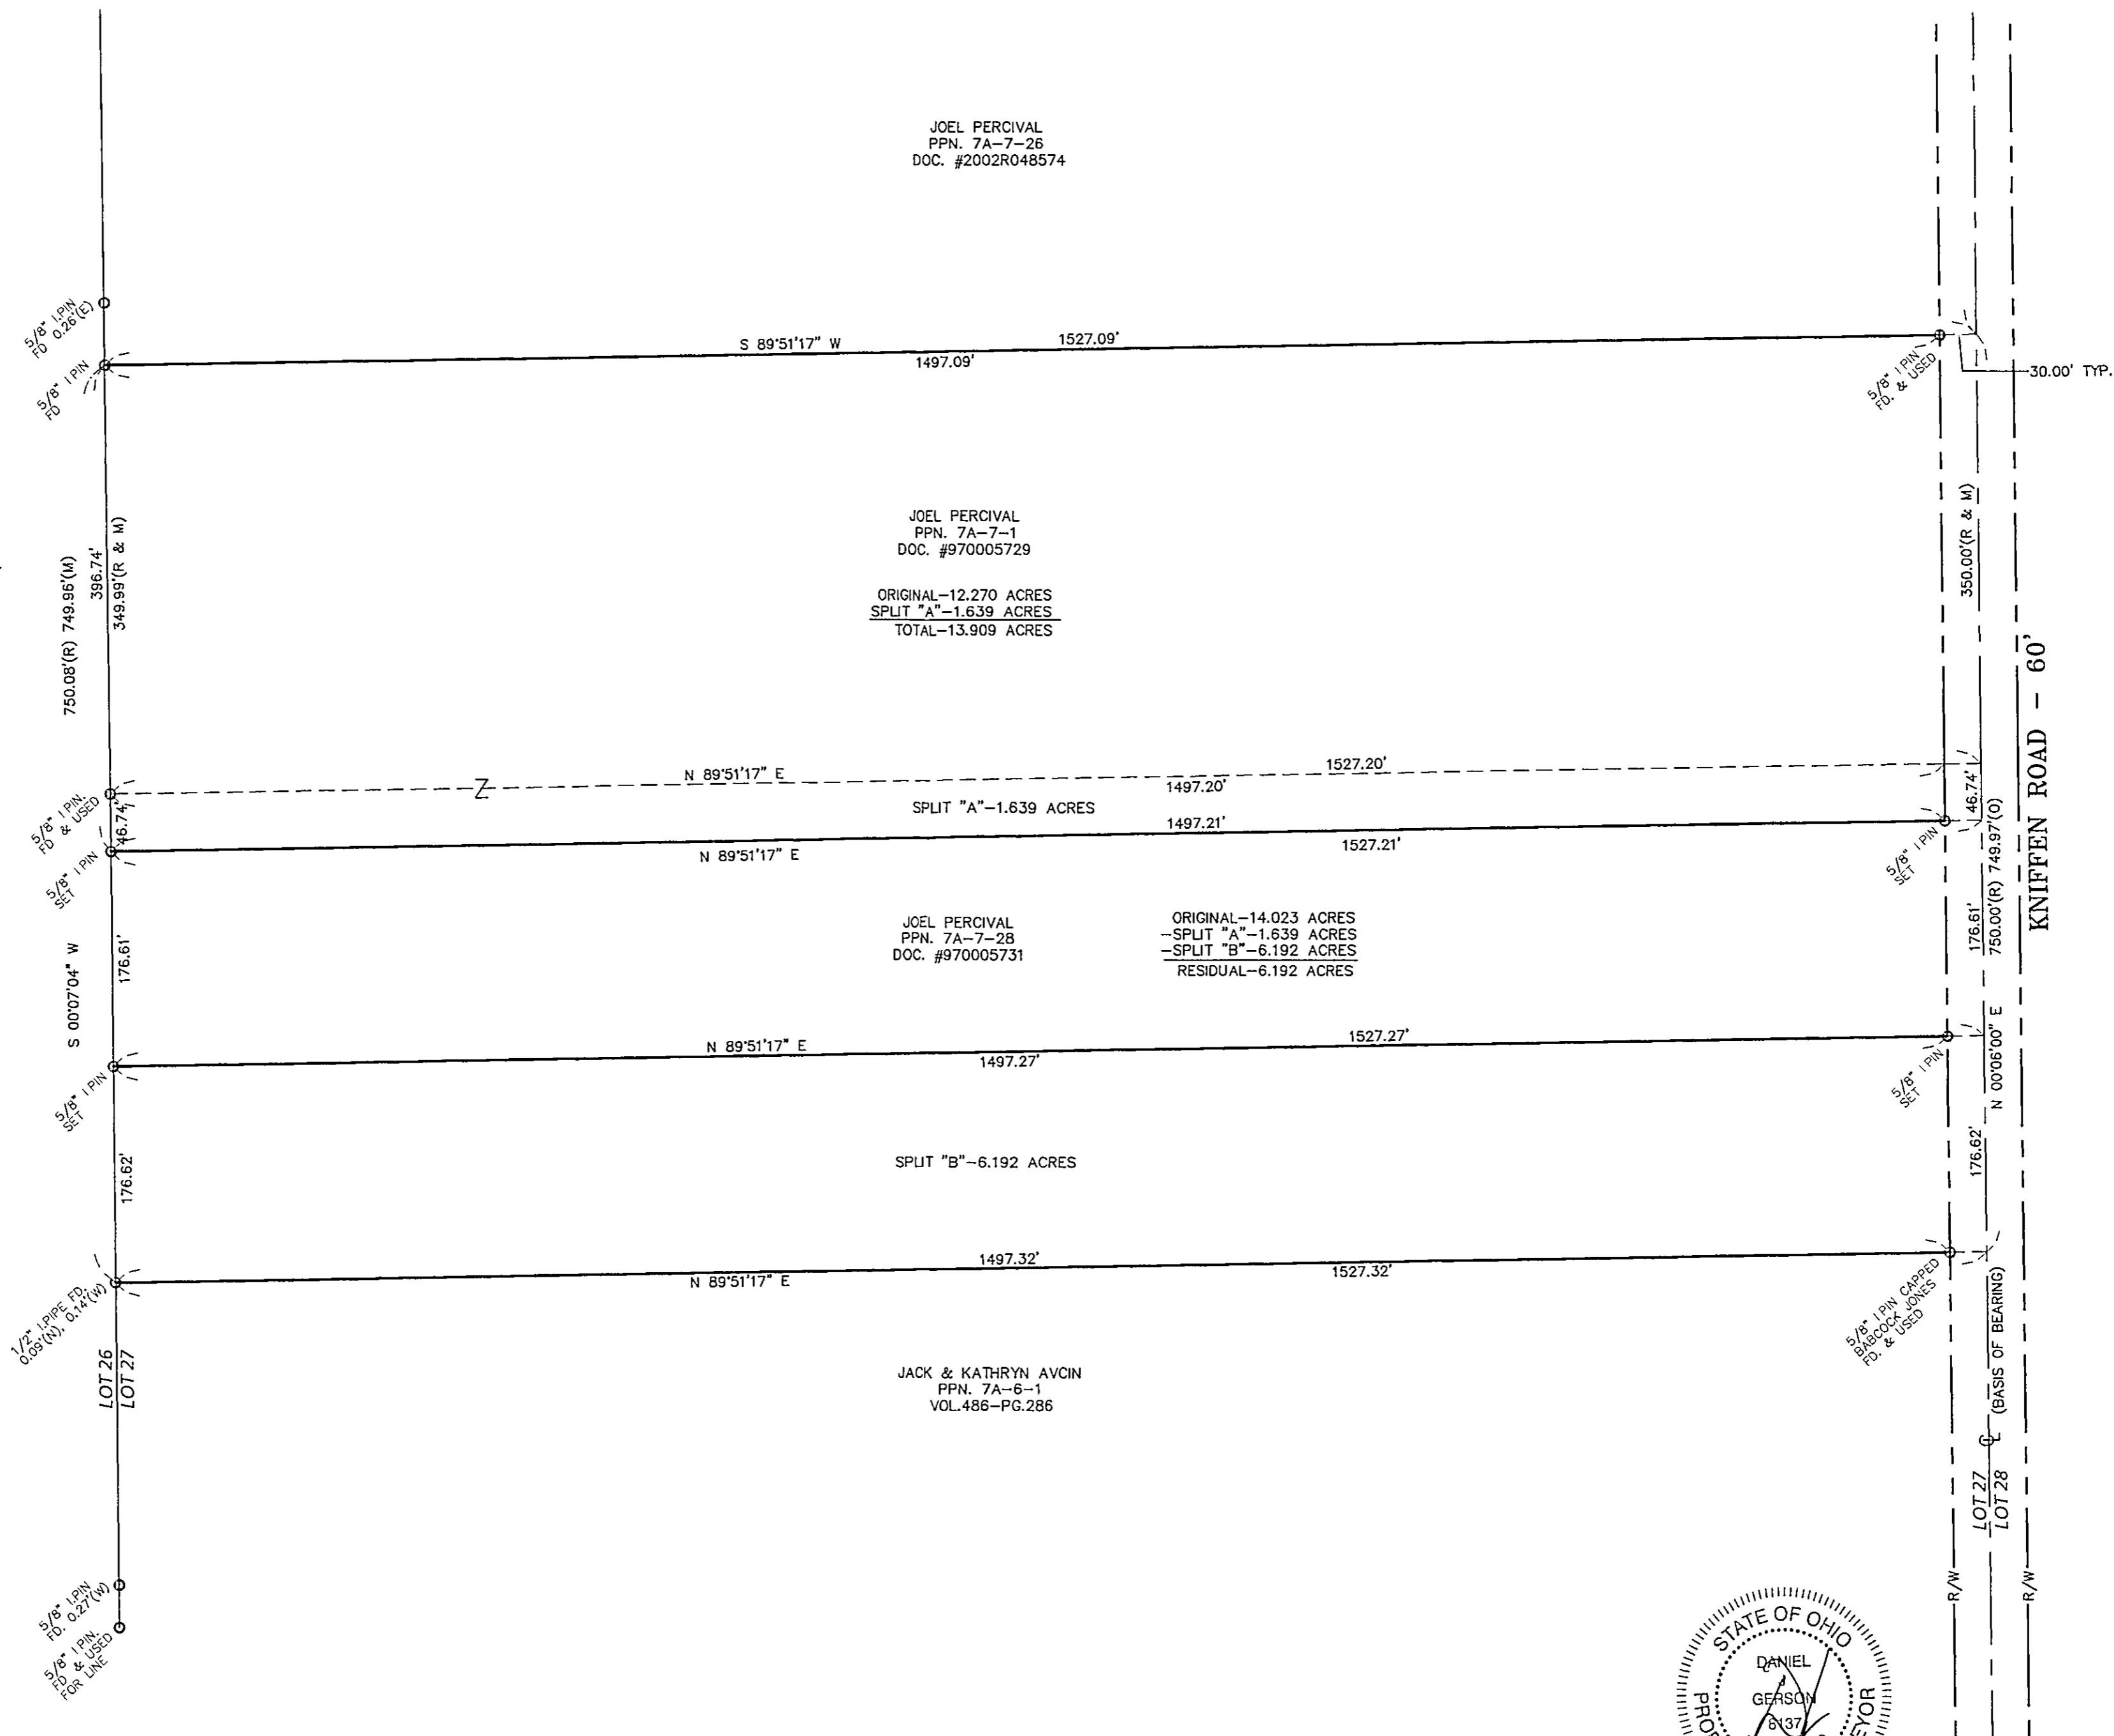 JOEL PERCIVAL
PPN. 7A-7-26
DOC. #2002R048574
5/8" I.PIN
FD 0.26'(E)
S 89°51'17" W
1527.09'
1497.09'
5/8" I PIN
FD
5/8" I PIN
FD. & USED
30.00' TYP.
JOEL PERCIVAL
PPN. 7A-7-1
DOC. #970005729
ORIGINAL-12.270 ACRES
SPLIT "A"-1.639 ACRES
TOTAL-13.909 ACRES
750.08'(R) 749.96'(M)
396.74'
349.99'(R & M)
350.00'(R & M)
KNIFFEN ROAD - 60'
N 89°51'17" E
1527.20'
Z
1497.20'
5/8" I PIN.
FD & USED
46.74'
46.74'
SPLIT "A"-1.639 ACRES
1497.21'
N 89°51'17" E
1527.21'
5/8" I PIN
SET
5/8" I PIN
SET
750.00'(R) 749.97'(O)
JOEL PERCIVAL
PPN. 7A-7-28
DOC. #970005731
ORIGINAL-14.023 ACRES
-SPLIT "A"-1.639 ACRES
-SPLIT "B"-6.192 ACRES
RESIDUAL-6.192 ACRES
S 00°07'04" W
176.61'
176.61'
N 00°06'00" E
N 89°51'17" E
1527.27'
1497.27'
5/8" I PIN
SET
5/8" I PIN
SET
176.62'
176.62'
SPLIT "B"-6.192 ACRES
1497.32'
N 89°51'17" E
1527.32'
1/2" I.PIPE FD.
0.09'(N), 0.14'(W)
5/8" I PIN CAPPED
BABCOCK JONES
FD. & USED
(BASIS OF BEARING)
LOT 26
LOT 27
JACK & KATHRYN AVCIN
PPN. 7A-6-1
VOL.486-PG.286
LOT 27
LOT 28
R/W
R/W
5/8" I.PIN
FD. 0.27'(W)
5/8" I PIN.
FD & USED
FOR LINE
STATE OF OHIO
DANIEL
J
GERSON
6137